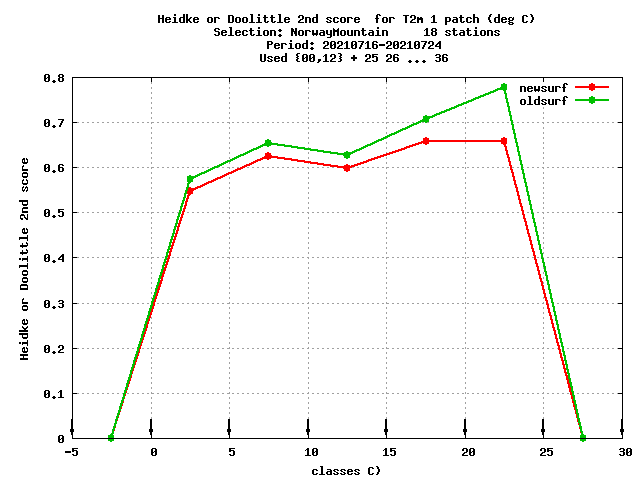 Heidke or Doolittle 2nd score  for T2m 1 patch (deg C)
Selection: NorwayMountain     18 stations
Period: 20210716-20210724
Used {00,12} + 25 26 ... 36
newsurf
oldsurf
Heidke or Doolittle 2nd score
0.8
0.7
0.6
0.5
0.4
0.3
0.2
0.1
0
-5 0 5 10 15 20 25 30
classes C)